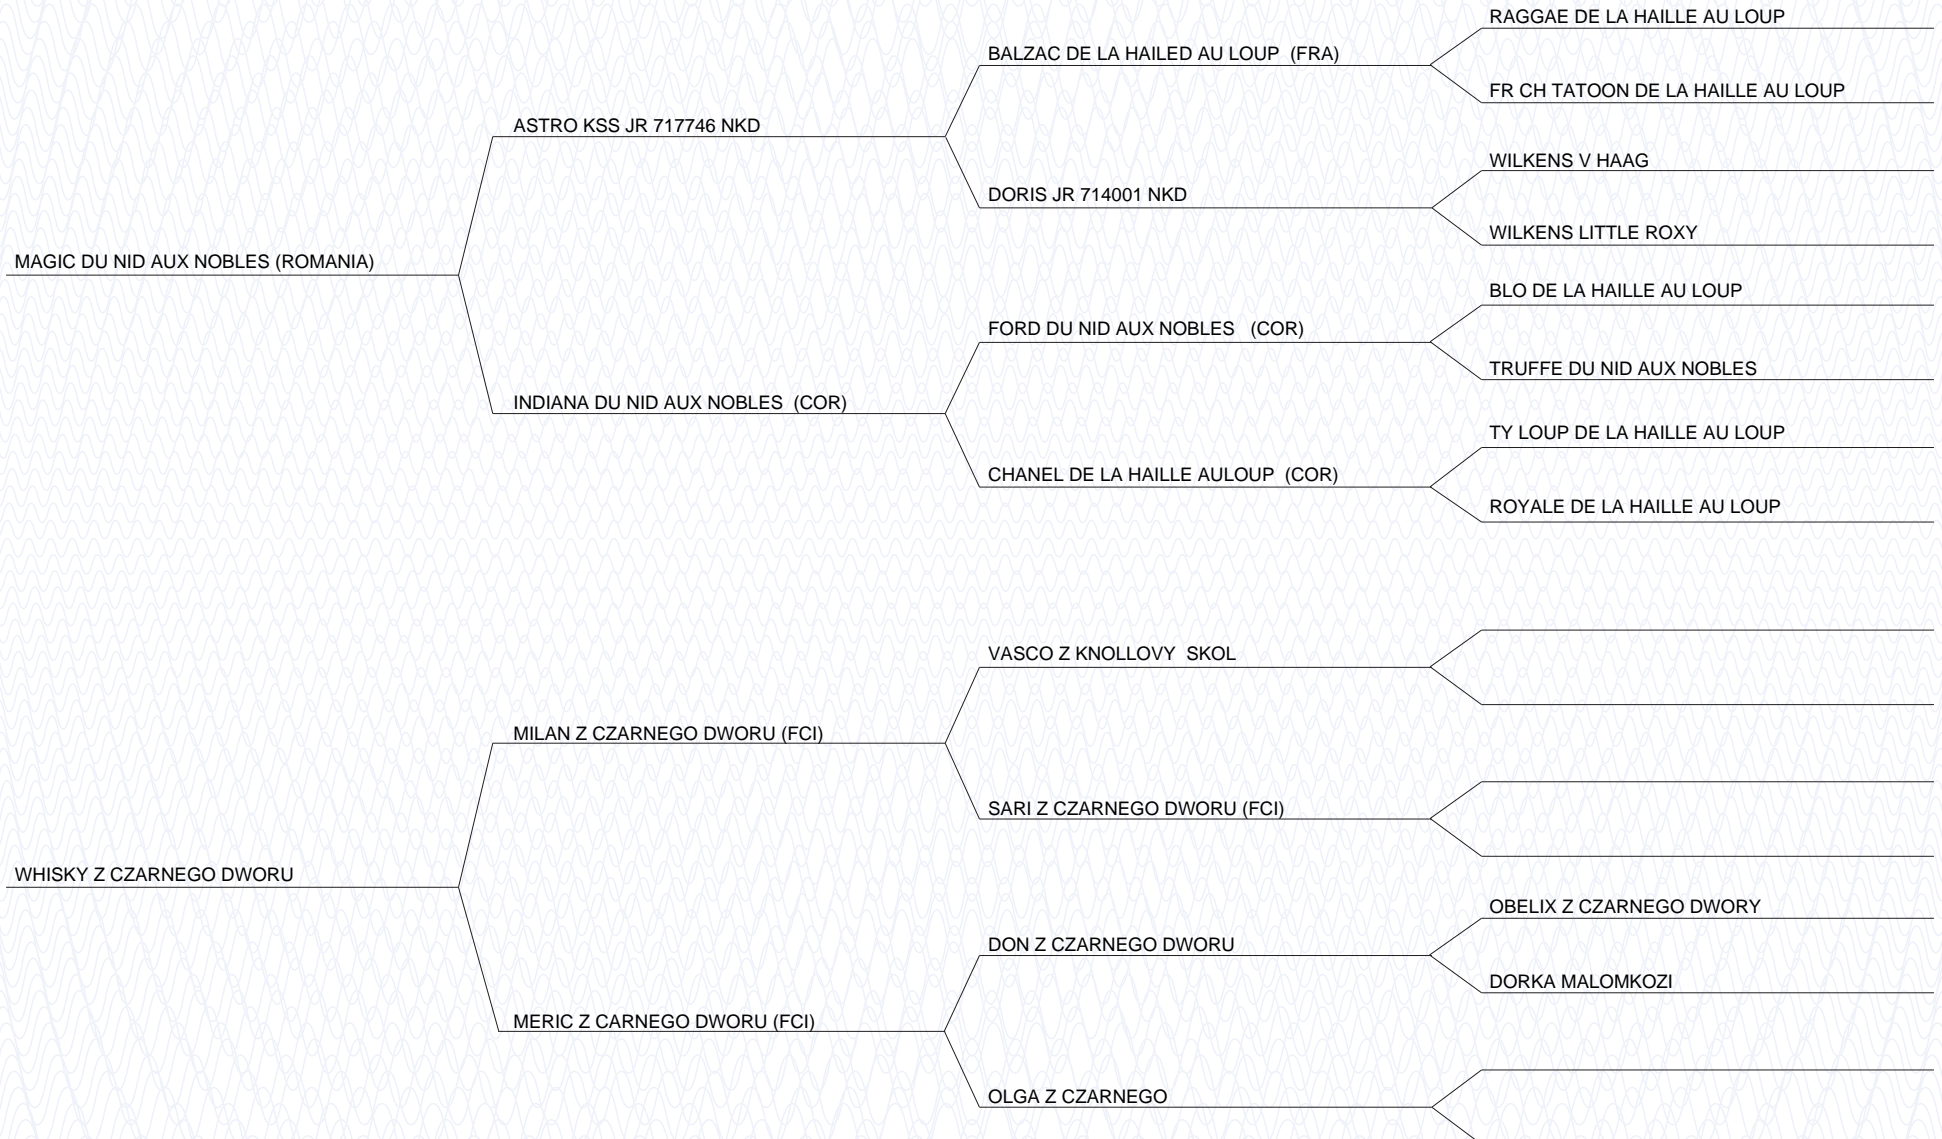 RAGGAE DE LA HAILLE AU LOUP
BALZAC DE LA HAILED AU LOUP (FRA)
FR CH TATOON DE LA HAILLE AU LOUP
ASTRO KSS JR 717746 NKD
WILKENS V HAAG
DORIS JR 714001 NKD
WILKENS LITTLE ROXY
MAGIC DU NID AUX NOBLES (ROMANIA)
BLO DE LA HAILLE AU LOUP
FORD DU NID AUX NOBLES (COR)
TRUFFE DU NID AUX NOBLES
INDIANA DU NID AUX NOBLES (COR)
TY LOUP DE LA HAILLE AU LOUP
CHANEL DE LA HAILLE AULOUP (COR)
ROYALE DE LA HAILLE AU LOUP
VASCO Z KNOLLOVY SKOL
MILAN Z CZARNEGO DWORU (FCI)
SARI Z CZARNEGO DWORU (FCI)
WHISKY Z CZARNEGO DWORU
OBELIX Z CZARNEGO DWORY
DON Z CZARNEGO DWORU
DORKA MALOMKOZI
MERIC Z CARNEGO DWORU (FCI)
OLGA Z CZARNEGO